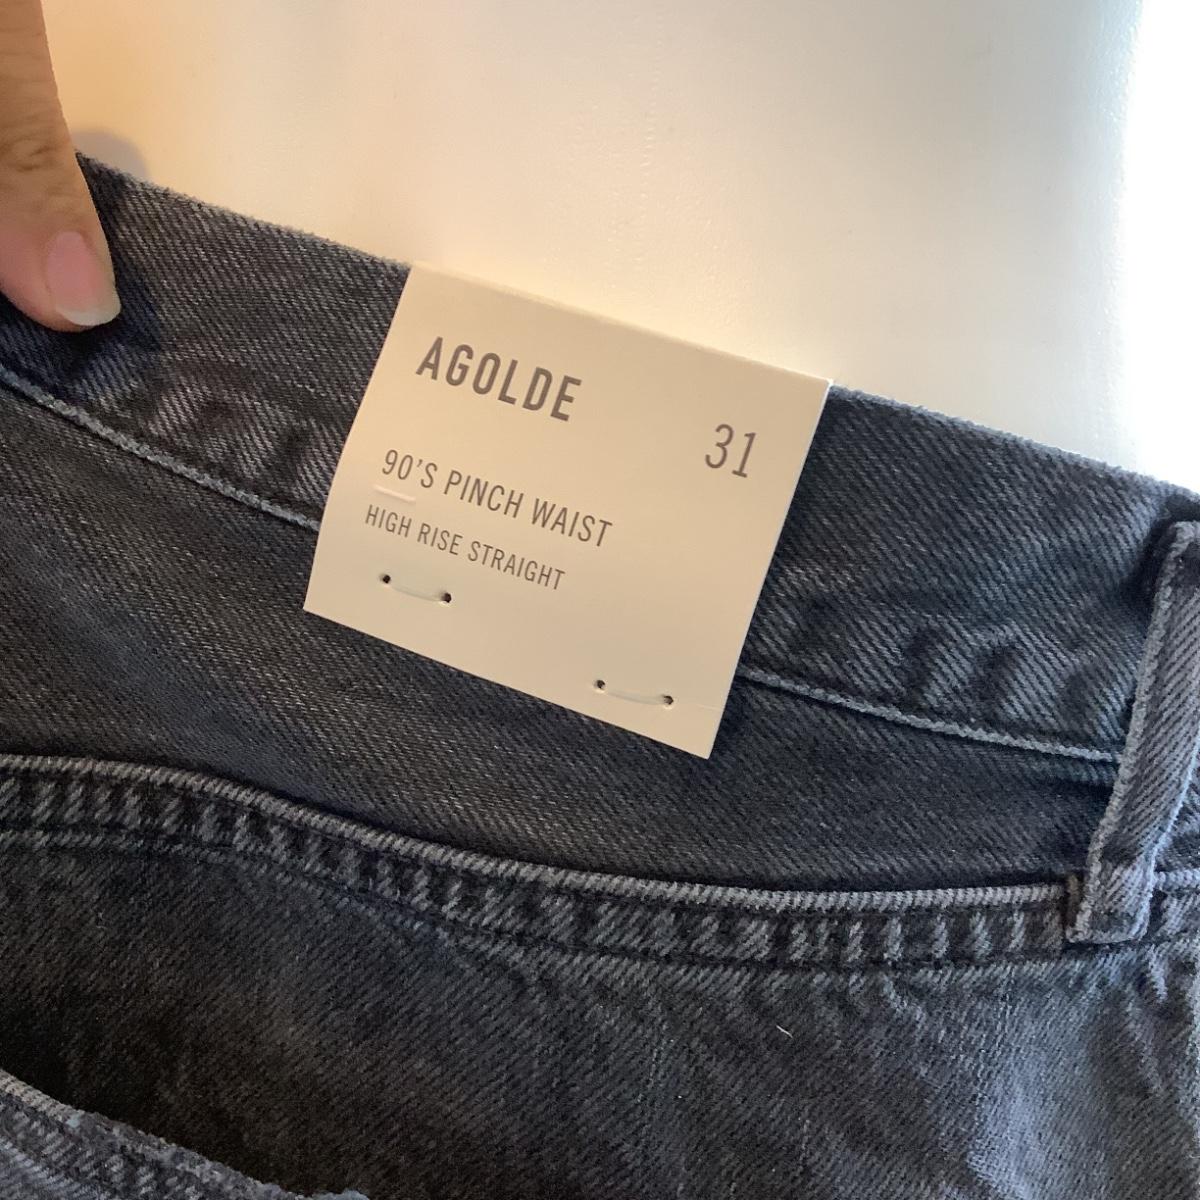 AGOLDE
31
90'S PINCH WAIST
HIGH RISE STRAIGHT